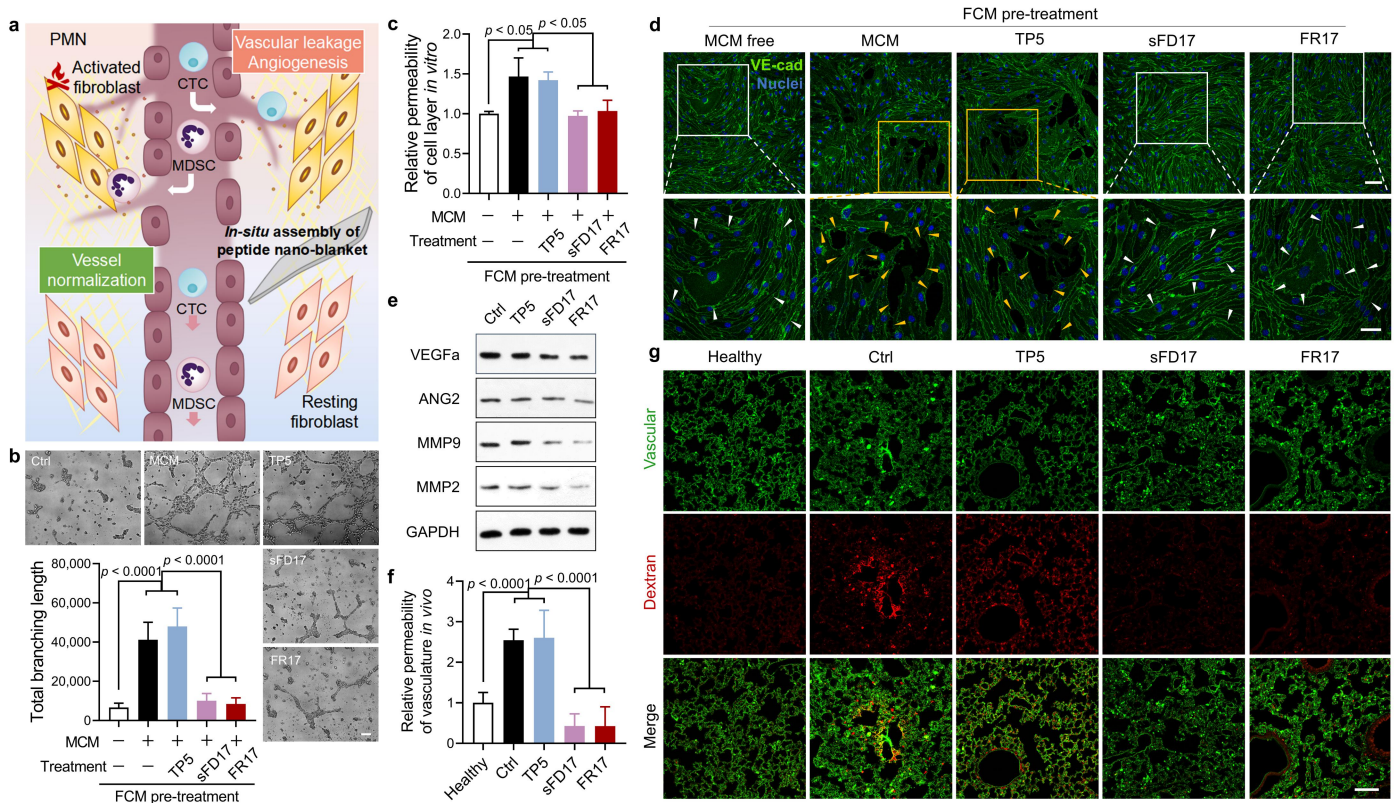 a
PMN
Activated
fibroblast
CTC
Vascular leakage
Angiogenesis
MDSC
In-situ assembly of
peptide nano-blanket
Vessel
normalization
CTC
MDSC
Resting
fibroblast
b
Ctrl
MCM
TP5
sFD17
FR17
Total branching length
80,000
60,000
40,000
20,000
0
p < 0.0001
p < 0.0001
MCM − + + + +
Treatment − − TP5 sFD17 FR17
FCM pre-treatment
c
Relative permeability
of cell layer in vitro
2.0
1.5
1.0
0.5
0.0
p < 0.05
p < 0.05
MCM − + + + +
Treatment − − TP5 sFD17 FR17
FCM pre-treatment
d
FCM pre-treatment
MCM free MCM TP5 sFD17 FR17
VE-cad
Nuclei
e
Ctrl TP5 sFD17 FR17
VEGFa
ANG2
MMP9
MMP2
GAPDH
f
Relative permeability
of vasculature in vivo
4
3
2
1
0
p < 0.0001
p < 0.0001
Healthy Ctrl TP5 sFD17 FR17
g
Healthy Ctrl TP5 sFD17 FR17
Vascular
Dextran
Merge